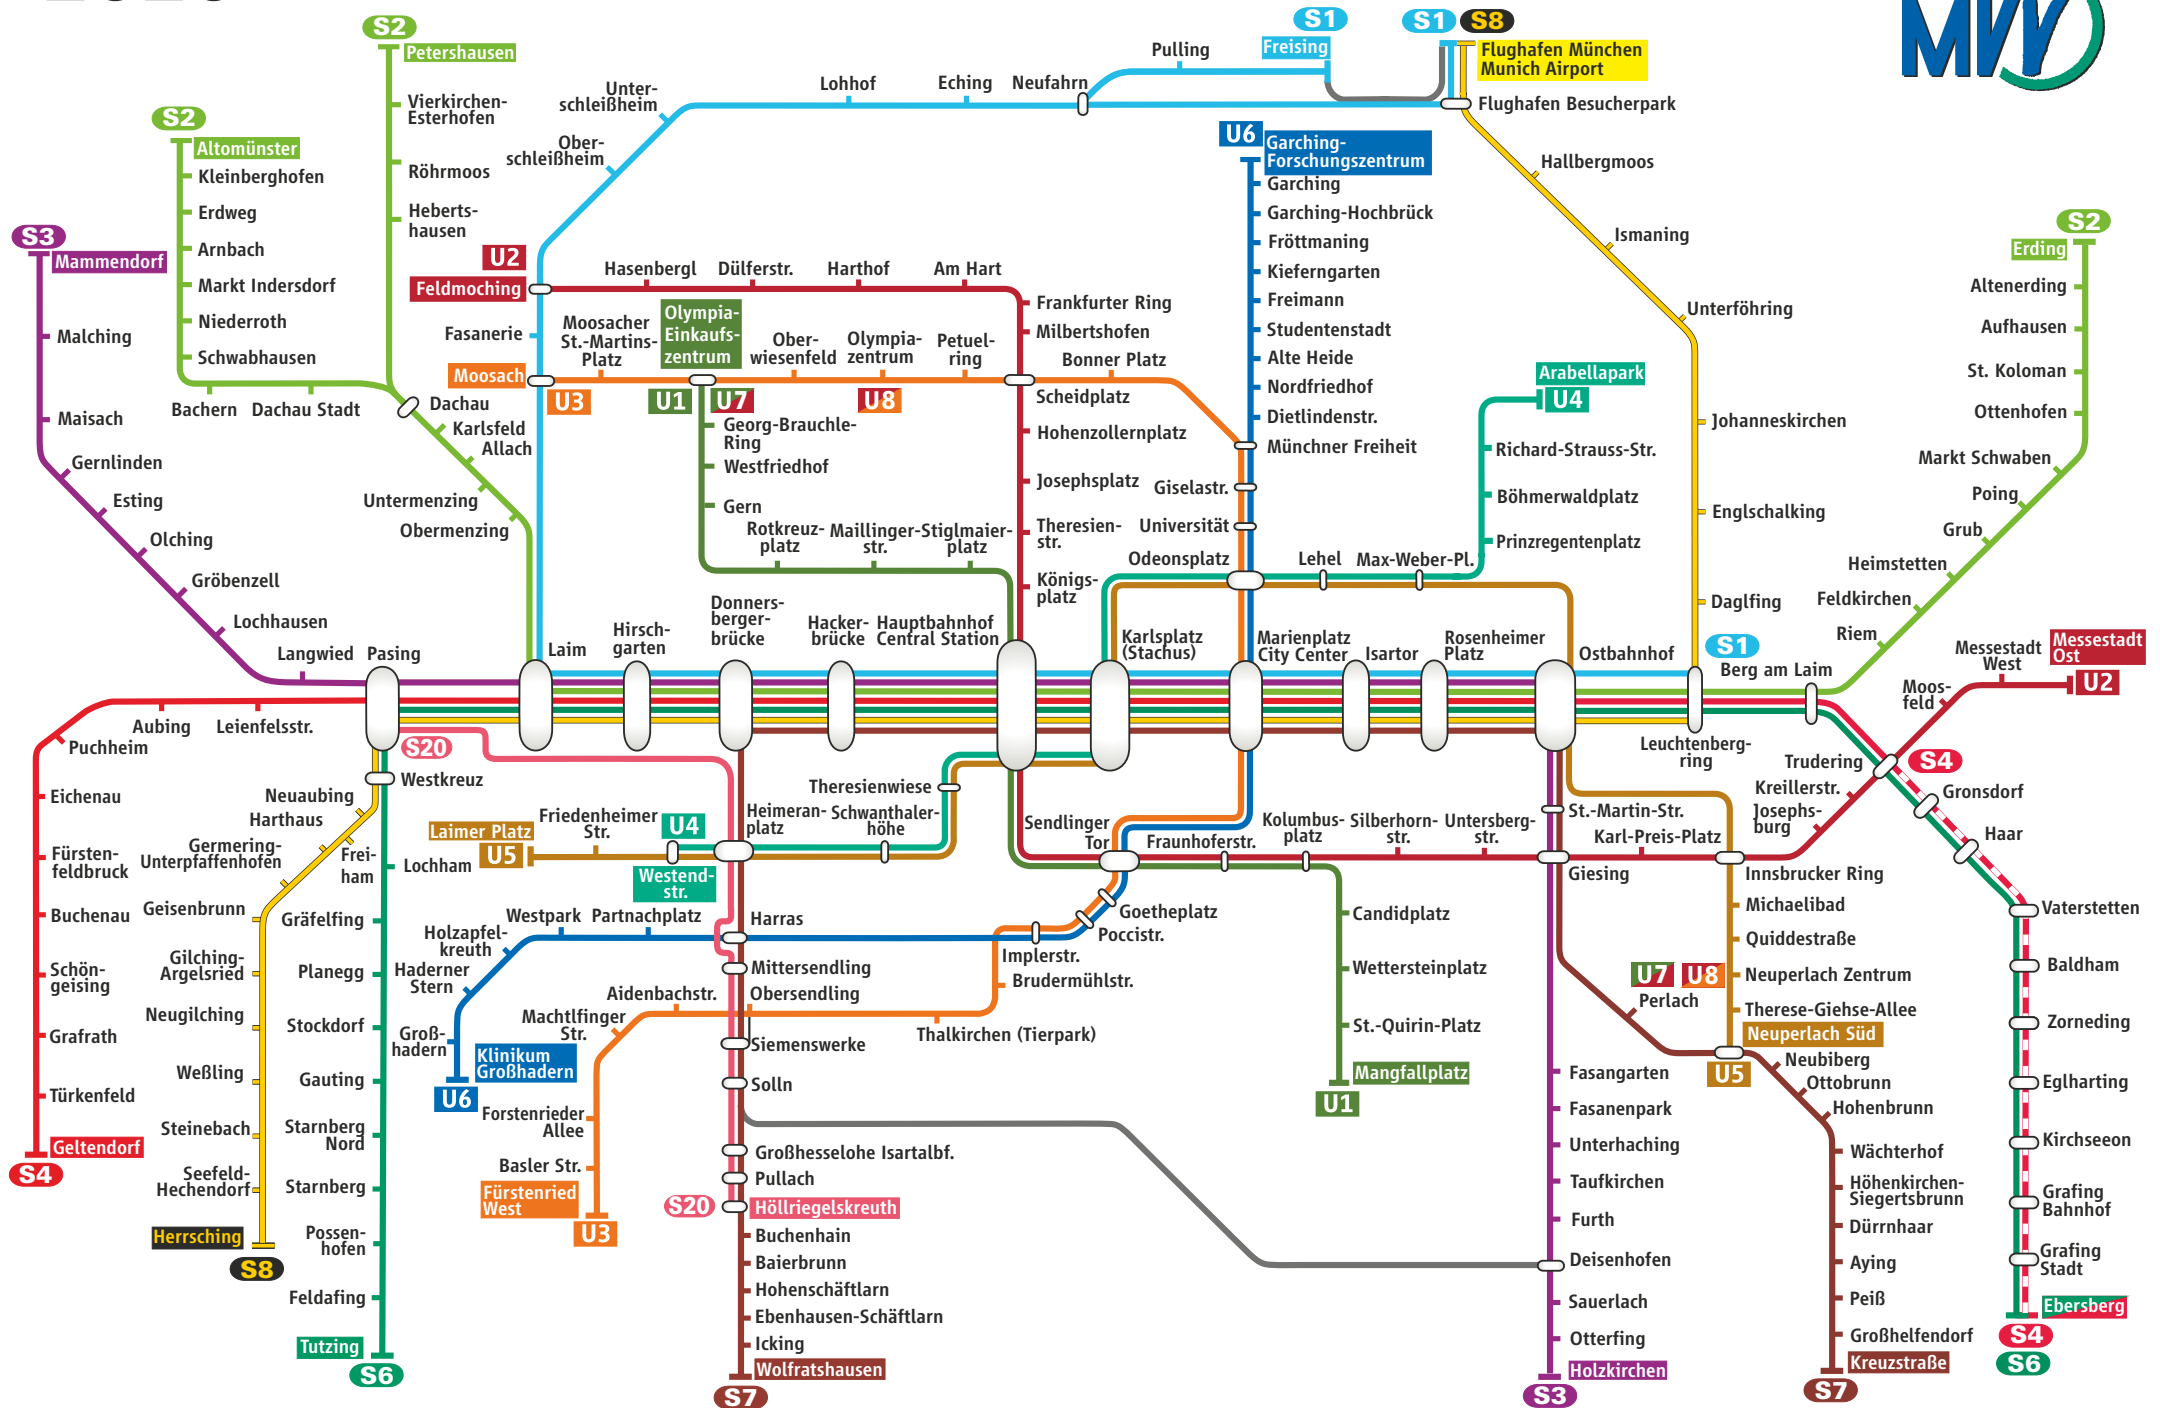 S2
Petershausen
Vierkirchen-
Esterhofen
Röhrmoos
Heberts-
hausen
S2
Altomünster
Kleinberghofen
Erdweg
Arnbach
Markt Indersdorf
Niederroth
Schwabhausen
Bachern
Dachau Stadt
Dachau
Karlsfeld
Allach
Untermenzing
Obermenzing
S3
Mammendorf
Malching
Maisach
Gernlinden
Esting
Olching
Gröbenzell
Lochhausen
Langwied
Pasing
S1
Freising
S1
S8
Flughafen München
Munich Airport
MVV
Flughafen Besucherpark
Pulling
Neufahrn
Eching
Lohhof
Unter-
schleißheim
Ober-
schleißheim
U2
Feldmoching
Fasanerie
Moosach
U3
Hasenbergl
Dülferstr.
Harthof
Am Hart
Frankfurter Ring
Milbertshofen
Moosacher
St.-Martins-
Platz
Olympia-
Einkaufs-
zentrum
U1
U7
Ober-
wiesenfeld
Olympia-
zentrum
U8
Petuel-
ring
Bonner Platz
Scheidplatz
Hohenzollernplatz
Josephsplatz
Theresien-
str.
Königs-
platz
Georg-Brauchle-
Ring
Westfriedhof
Gern
Rotkreuz-
platz
Maillinger-
str.
Stiglmaier-
platz
U6
Garching-
Forschungszentrum
Garching
Garching-Hochbrück
Fröttmaning
Kieferngarten
Freimann
Studentenstadt
Alte Heide
Nordfriedhof
Dietlindenstr.
Münchner Freiheit
Giselastr.
Universität
Odeonsplatz
Lehel
Max-Weber-Pl.
Arabellapark
U4
Richard-Strauss-Str.
Böhmerwaldplatz
Prinzregentenplatz
Hallbergmoos
Ismaning
Unterföhring
Johanneskirchen
Englschalking
Daglfing
S2
Erding
Altenerding
Aufhausen
St. Koloman
Ottenhofen
Markt Schwaben
Poing
Grub
Heimstetten
Feldkirchen
Riem
Berg am Laim
S1
Leuchtenberg-
ring
Laim
Hirsch-
garten
Donners-
berger-
brücke
Hacker-
brücke
Hauptbahnhof
Central Station
Karlsplatz
(Stachus)
Marienplatz
City Center
Isartor
Rosenheimer
Platz
Ostbahnhof
Messestadt
West
Messestadt
Ost
U2
Moos-
feld
Trudering
Kreillerstr.
Josephs-
burg
S4
Gronsdorf
Haar
Vaterstetten
Baldham
Zorneding
Eglharting
Kirchseeon
Grafing
Bahnhof
Grafing
Stadt
Ebersberg
S4
S6
Aubing
Leienfelsstr.
Puchheim
Eichenau
Fürsten-
feldbruck
Buchenau
Schön-
geising
Grafrath
Türkenfeld
Geltendorf
S4
S20
Westkreuz
Neuaubing
Harthaus
Frei-
ham
Germering-
Unterpfaffenhofen
Geisenbrunn
Gilching-
Argelsried
Neugilching
Weßling
Steinebach
Seefeld-
Hechendorf
Herrsching
S8
Lochham
Gräfelfing
Planegg
Stockdorf
Gauting
Starnberg
Nord
Starnberg
Possen-
hofen
Feldafing
Tutzing
S6
Laimer Platz
U5
Friedenheimer
Str.
U4
Westend-
str.
Heimeran-
platz
Schwanthaler-
höhe
Theresienwiese
Harras
Partnachplatz
Westpark
Holzapfel-
kreuth
Haderner
Stern
Groß-
hadern
Klinikum
Großhadern
U6
Mittersendling
Obersendling
Aidenbachstr.
Machtlfinger
Str.
Forstenrieder
Allee
Basler Str.
Fürstenried
West
U3
Siemenswerke
Solln
Großhesselohe Isartalbf.
Pullach
S20
Höllriegelskreuth
Buchenhain
Baierbrunn
Hohenschäftlarn
Ebenhausen-Schäftlarn
Icking
Wolfratshausen
S7
Sendlinger
Tor
Goetheplatz
Poccistr.
Implerstr.
Brudermühlstr.
Thalkirchen (Tierpark)
Fraunhoferstr.
Kolumbus-
platz
Silberhorn-
str.
Untersberg-
str.
Candidplatz
Wettersteinplatz
St.-Quirin-Platz
Mangfallplatz
U1
St.-Martin-Str.
Giesing
Karl-Preis-Platz
Innsbrucker Ring
Michaelibad
Quiddestraße
U7
U8
Neuperlach Zentrum
Therese-Giehse-Allee
Neuperlach Süd
U5
Perlach
Neubiberg
Ottobrunn
Hohenbrunn
Wächterhof
Höhenkirchen-
Siegertsbrunn
Dürrnhaar
Aying
Peiß
Großhelfendorf
Kreuzstraße
S7
Fasangarten
Fasanenpark
Unterhaching
Taufkirchen
Furth
Deisenhofen
Sauerlach
Otterfing
Holzkirchen
S3